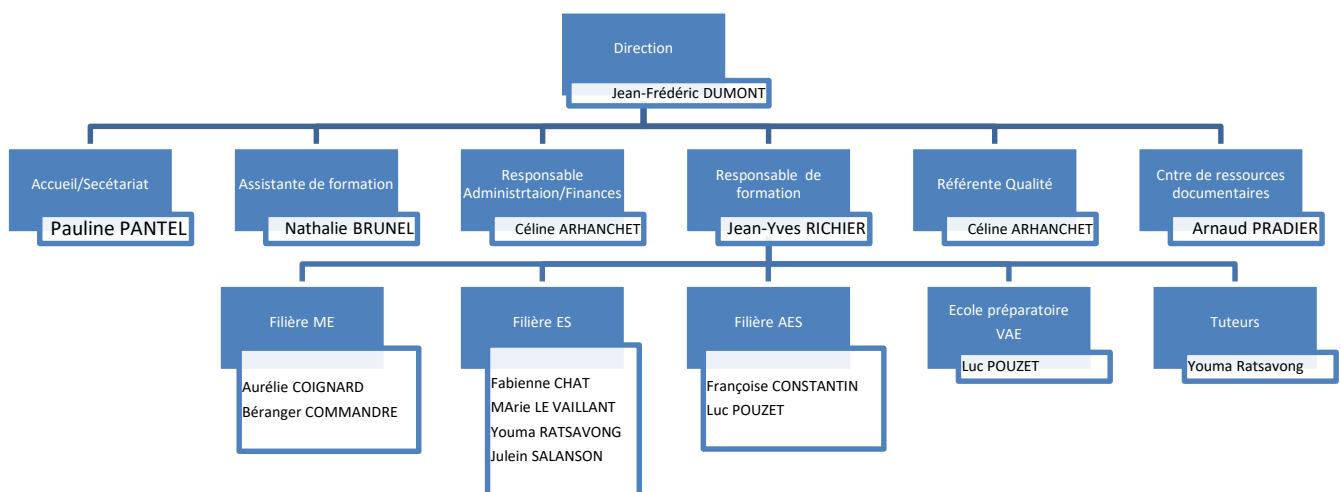 Direction
Jean-Frédéric DUMONT
Accueil/Secétariat
Pauline PANTEL
Assistante de formation
Nathalie BRUNEL
Responsable
Administrtaion/Finances
Céline ARHANCHET
Responsable de
formation
Jean-Yves RICHIER
Référente Qualité
Céline ARHANCHET
Cntre de ressources
documentaires
Arnaud PRADIER
Filière ME
Aurélie COIGNARD
Béranger COMMANDRE
Filière ES
Fabienne CHAT
MArie LE VAILLANT
Youma RATSAVONG
Julein SALANSON
Filière AES
Françoise CONSTANTIN
Luc POUZET
Ecole préparatoire
VAE
Luc POUZET
Tuteurs
Youma Ratsavong